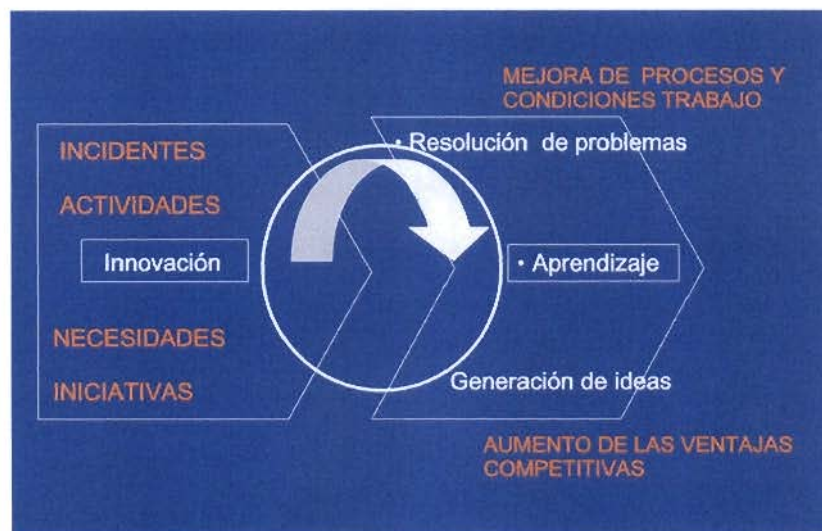 MEJORA DE PROCESOS Y
CONDICIONES TRABAJO
INCIDENTES
• Resolución de problemas
ACTIVIDADES
Innovación
• Aprendizaje
NECESIDADES
Generación de ideas
INICIATIVAS
AUMENTO DE LAS VENTAJAS
COMPETITIVAS